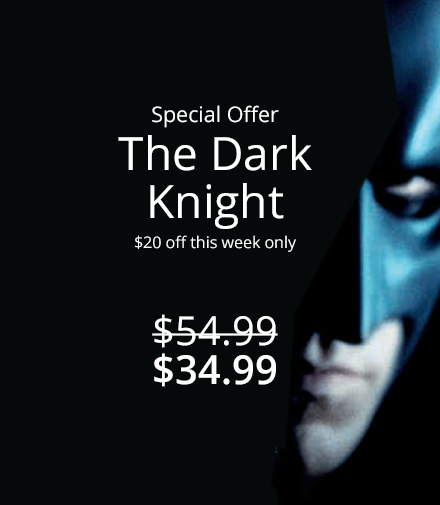 Special Offer
The Dark
Knight
$20 off this week only
$54.99
$34.99